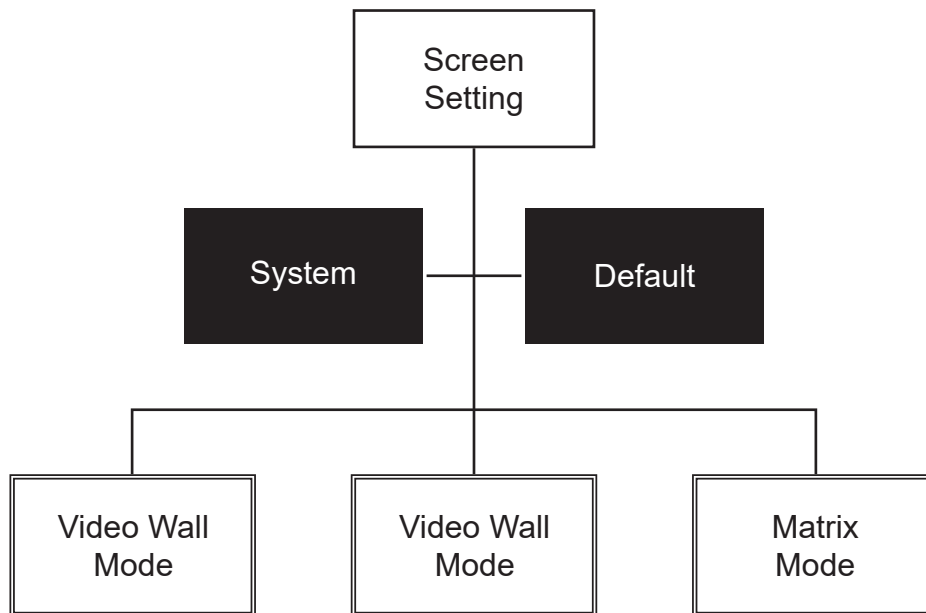 Screen
Setting
System
Default
Video Wall
Mode
Video Wall
Mode
Matrix
Mode